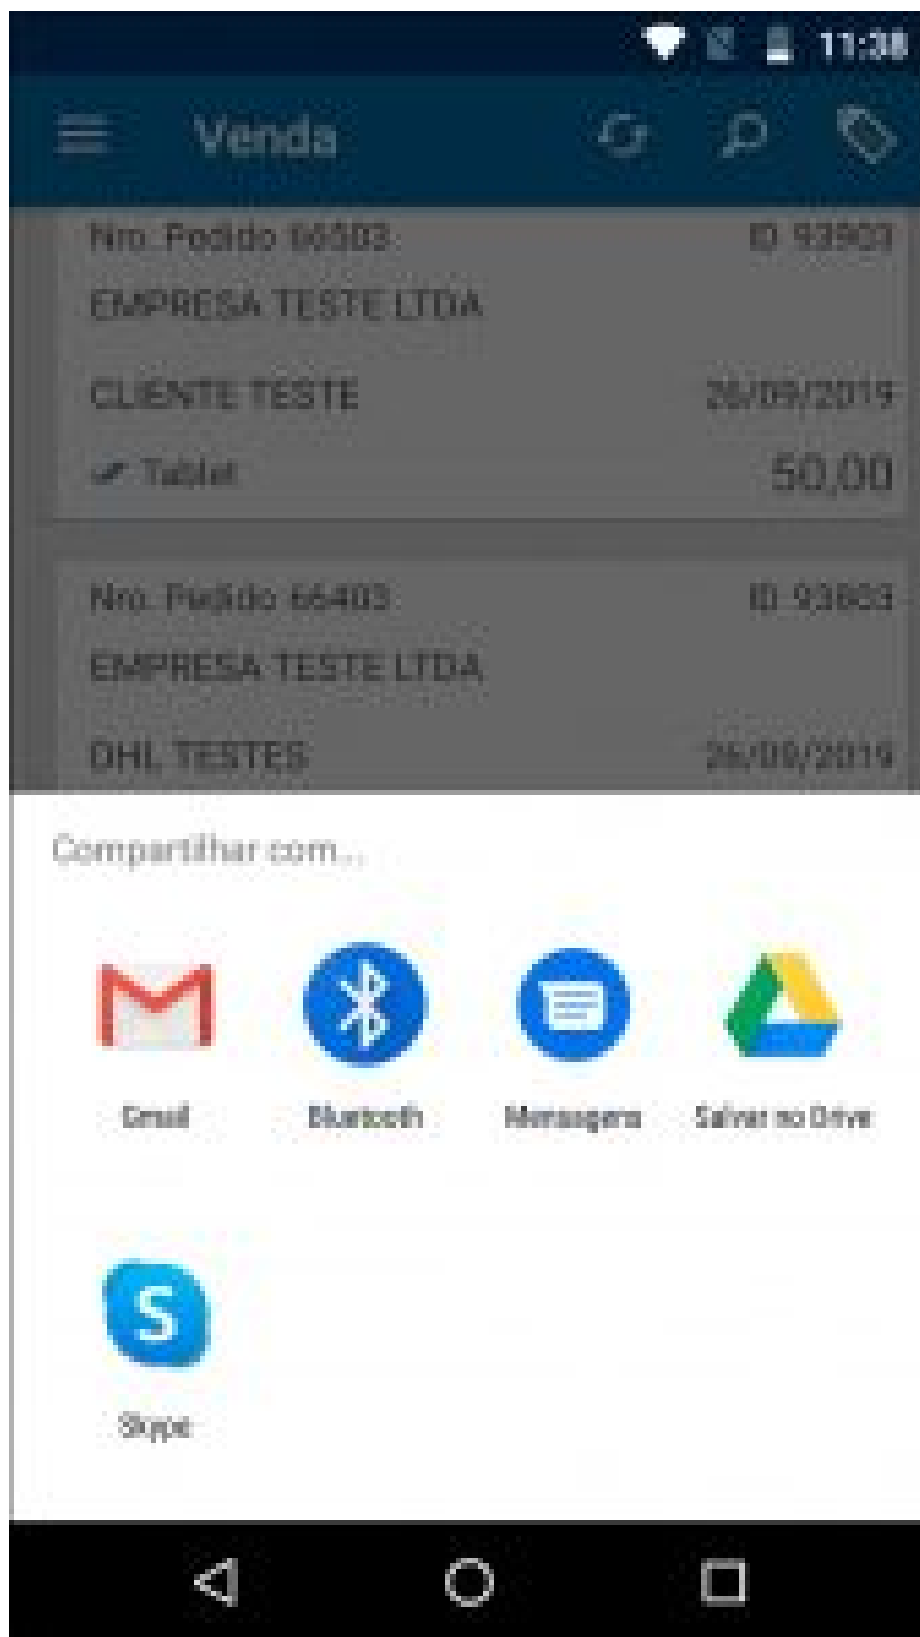 11:38
Venda
Nro. Pedido 66503 ID 93903
EMPRESA TESTE LTDA
CLIENTE TESTE 26/09/2019
Tablet 50,00
Nro. Pedido 66403 ID 93803
EMPRESA TESTE LTDA
DHL TESTES 26/09/2019
Compartilhar com...
Gmail Bluetooth Mensagens Salvar no Drive
S
Skype